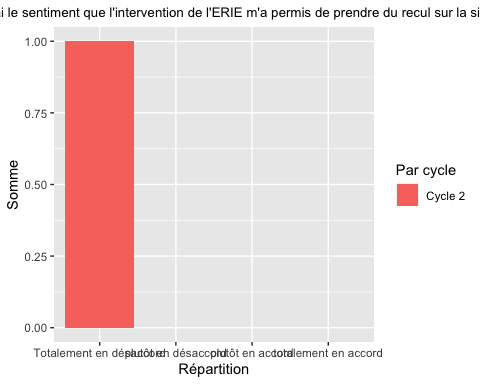 i le sentiment que l'intervention de l'ERIE m'a permis de prendre du recul sur la si
1.00
0.75
0.50
0.25
0.00
Somme
Totalement en désaccord plutôt en désaccord plutôt en accord totalement en accord
Répartition
Par cycle
Cycle 2